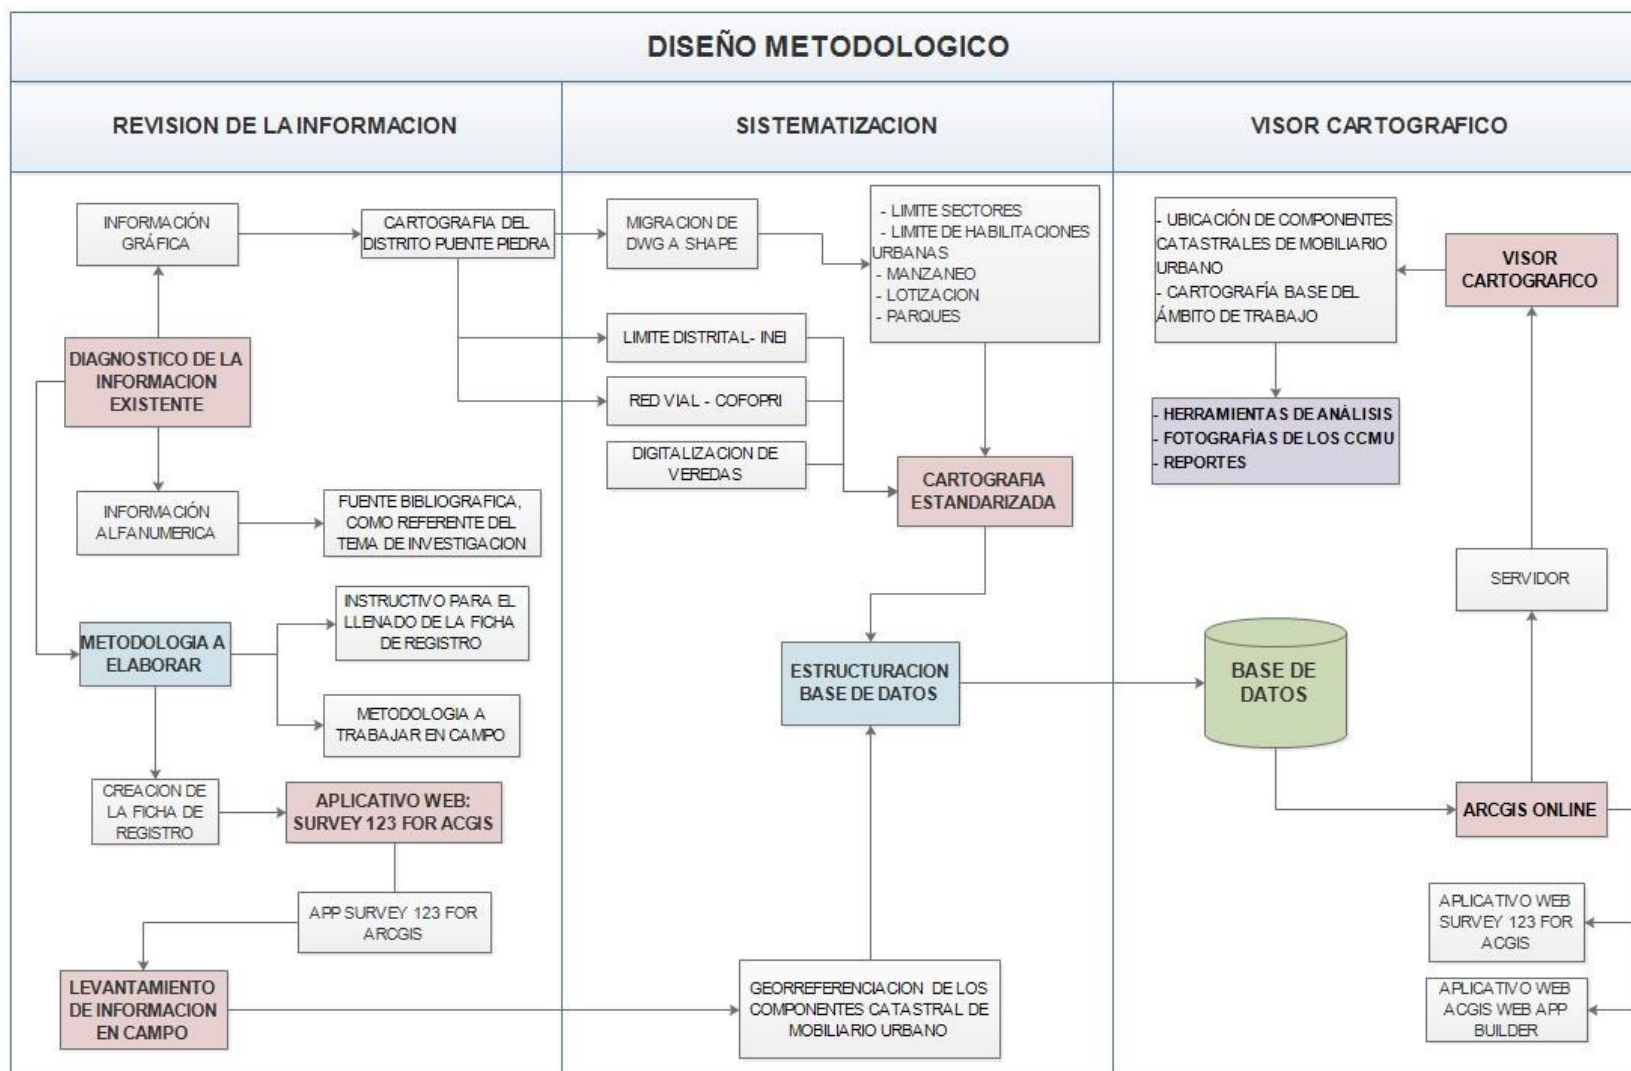 DISEÑO METODOLOGICO
REVISION DE LA INFORMACION
SISTEMATIZACION
VISOR CARTOGRAFICO
INFORMACIÓN
GRÁFICA
CARTOGRAFIA DEL
DISTRITO PUENTE PIEDRA
DIAGNOSTICO DE LA
INFORMACION
EXISTENTE
INFORMACIÓN
ALFANUMERICA
FUENTE BIBLIOGRAFICA,
COMO REFERENTE DEL
TEMA DE INVESTIGACION
METODOLOGIA A
ELABORAR
INSTRUCTIVO PARA EL
LLENADO DE LA FICHA
DE REGISTRO
METODOLOGIA A
TRABAJAR EN CAMPO
CREACION DE
LA FICHA DE
REGISTRO
APLICATIVO WEB:
SURVEY 123 FOR ACGIS
APP SURVEY 123 FOR
ARCGIS
LEVANTAMIENTO
DE INFORMACION
EN CAMPO
MIGRACION DE
DWG A SHAPE
- LIMITE SECTORES
- LIMITE DE HABILITACIONES
URBANAS
- MANZANEO
- LOTIZACION
- PARQUES
LIMITE DISTRITAL- INEI
RED VIAL - COFOPRI
DIGITALIZACION DE
VEREDAS
CARTOGRAFIA
ESTANDARIZADA
ESTRUCTURACION
BASE DE DATOS
GEORREFERENCIACION DE LOS
COMPONENTES CATASTRAL DE
MOBILIARIO URBANO
- UBICACIÓN DE COMPONENTES
CATASTRALES DE MOBILIARIO
URBANO
- CARTOGRAFÍA BASE DEL
ÁMBITO DE TRABAJO
VISOR
CARTOGRAFICO
- HERRAMIENTAS DE ANÁLISIS
- FOTOGRAFÍAS DE LOS CCMU
- REPORTES
SERVIDOR
BASE DE
DATOS
ARCGIS ONLINE
APLICATIVO WEB
SURVEY 123 FOR
ACGIS
APLICATIVO WEB
ACGIS WEB APP
BUILDER